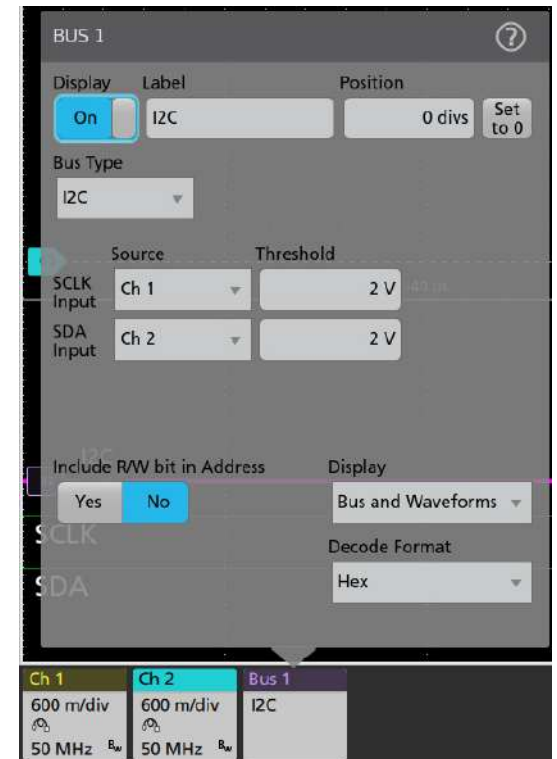 BUS 1
Display Label Position
On I2C 0 divs Set to 0
Bus Type
I2C
Source Threshold
SCLK Input Ch 1 2 V
SDA Input Ch 2 2 V
I2C
Include R/W bit in Address Display
Yes No Bus and Waveforms
SCLK
Decode Format
SDA Hex
Ch 1 Ch 2 Bus 1
600 m/div 600 m/div I2C
50 MHz Bw 50 MHz Bw